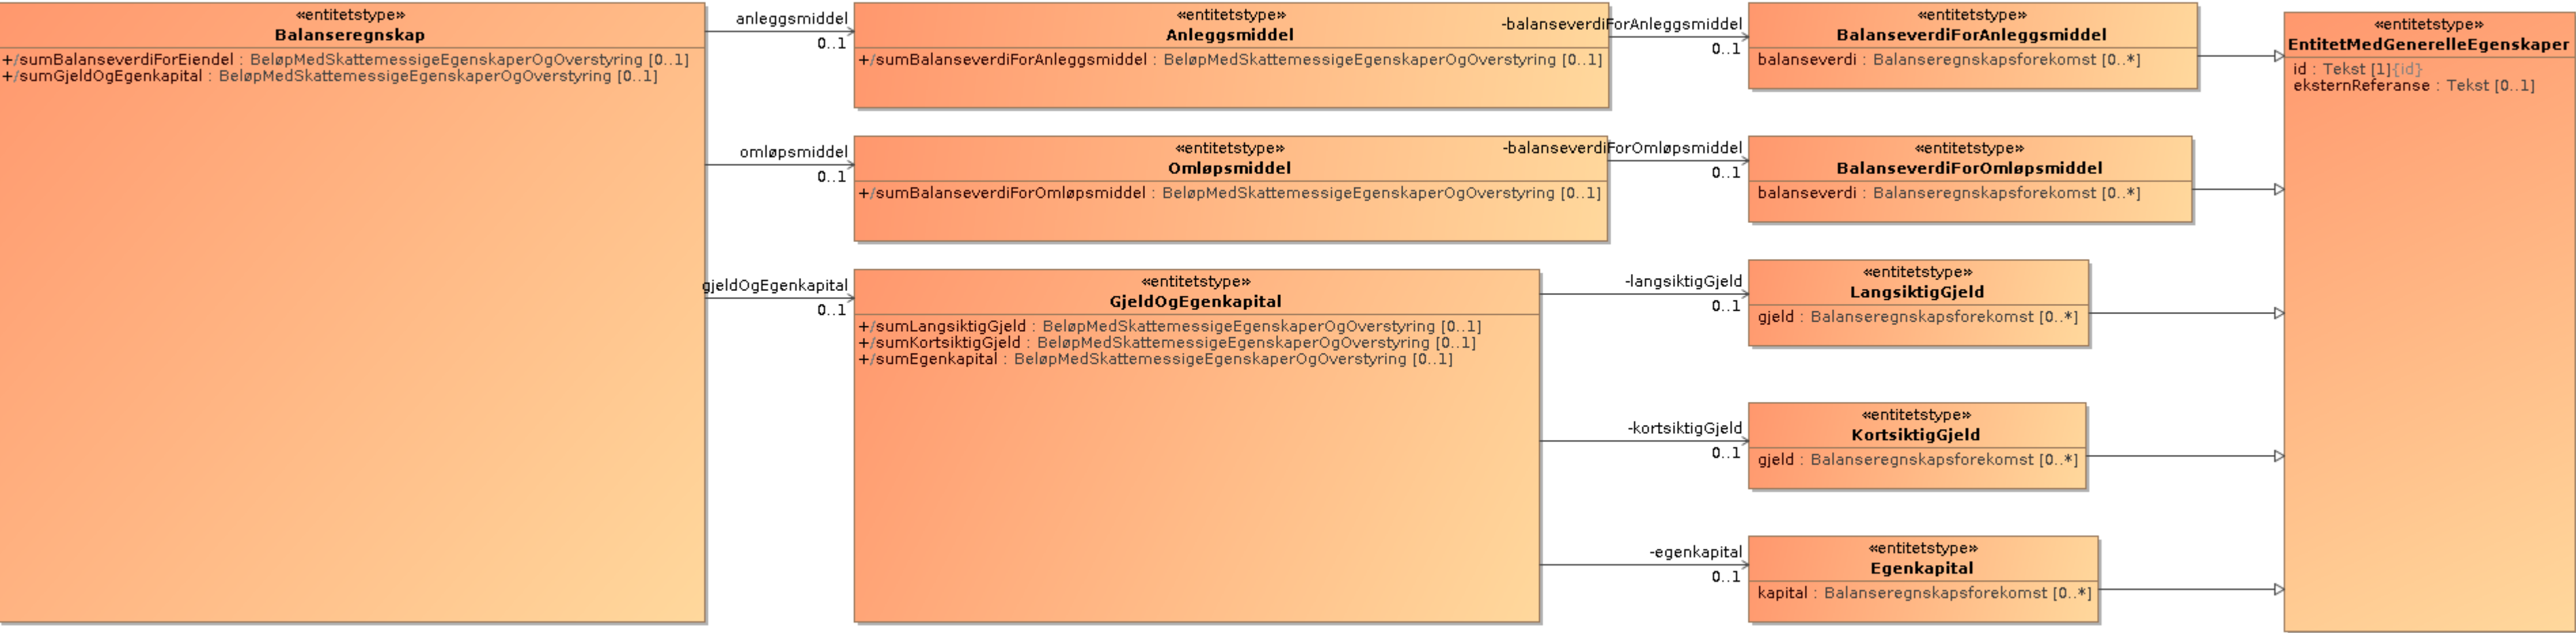 «entitetstype»
Balanseregnskap
+/sumBalanseverdiForEiendel : BeløpMedSkattemessigeEgenskaperOgOverstyring [0..1]
+/sumGjeldOgEgenkapital : BeløpMedSkattemessigeEgenskaperOgOverstyring [0..1]
anleggsmiddel
0..1
omløpsmiddel
0..1
gjeldOgEgenkapital
0..1
«entitetstype»
Anleggsmiddel
+/sumBalanseverdiForAnleggsmiddel : BeløpMedSkattemessigeEgenskaperOgOverstyring [0..1]
«entitetstype»
Omløpsmiddel
+/sumBalanseverdiForOmløpsmiddel : BeløpMedSkattemessigeEgenskaperOgOverstyring [0..1]
«entitetstype»
GjeldOgEgenkapital
+/sumLangsiktigGjeld : BeløpMedSkattemessigeEgenskaperOgOverstyring [0..1]
+/sumKortsiktigGjeld : BeløpMedSkattemessigeEgenskaperOgOverstyring [0..1]
+/sumEgenkapital : BeløpMedSkattemessigeEgenskaperOgOverstyring [0..1]
-balanseverdiForAnleggsmiddel
0..1
-balanseverdiForOmløpsmiddel
0..1
-langsiktigGjeld
0..1
-kortsiktigGjeld
0..1
-egenkapital
0..1
«entitetstype»
BalanseverdiForAnleggsmiddel
balanseverdi : Balanseregnskapsforekomst [0..*]
«entitetstype»
BalanseverdiForOmløpsmiddel
balanseverdi : Balanseregnskapsforekomst [0..*]
«entitetstype»
LangsiktigGjeld
gjeld : Balanseregnskapsforekomst [0..*]
«entitetstype»
KortsiktigGjeld
gjeld : Balanseregnskapsforekomst [0..*]
«entitetstype»
Egenkapital
kapital : Balanseregnskapsforekomst [0..*]
«entitetstype»
EntitetMedGenerelleEgenskaper
id : Tekst [1]{id}
eksternReferanse : Tekst [0..1]